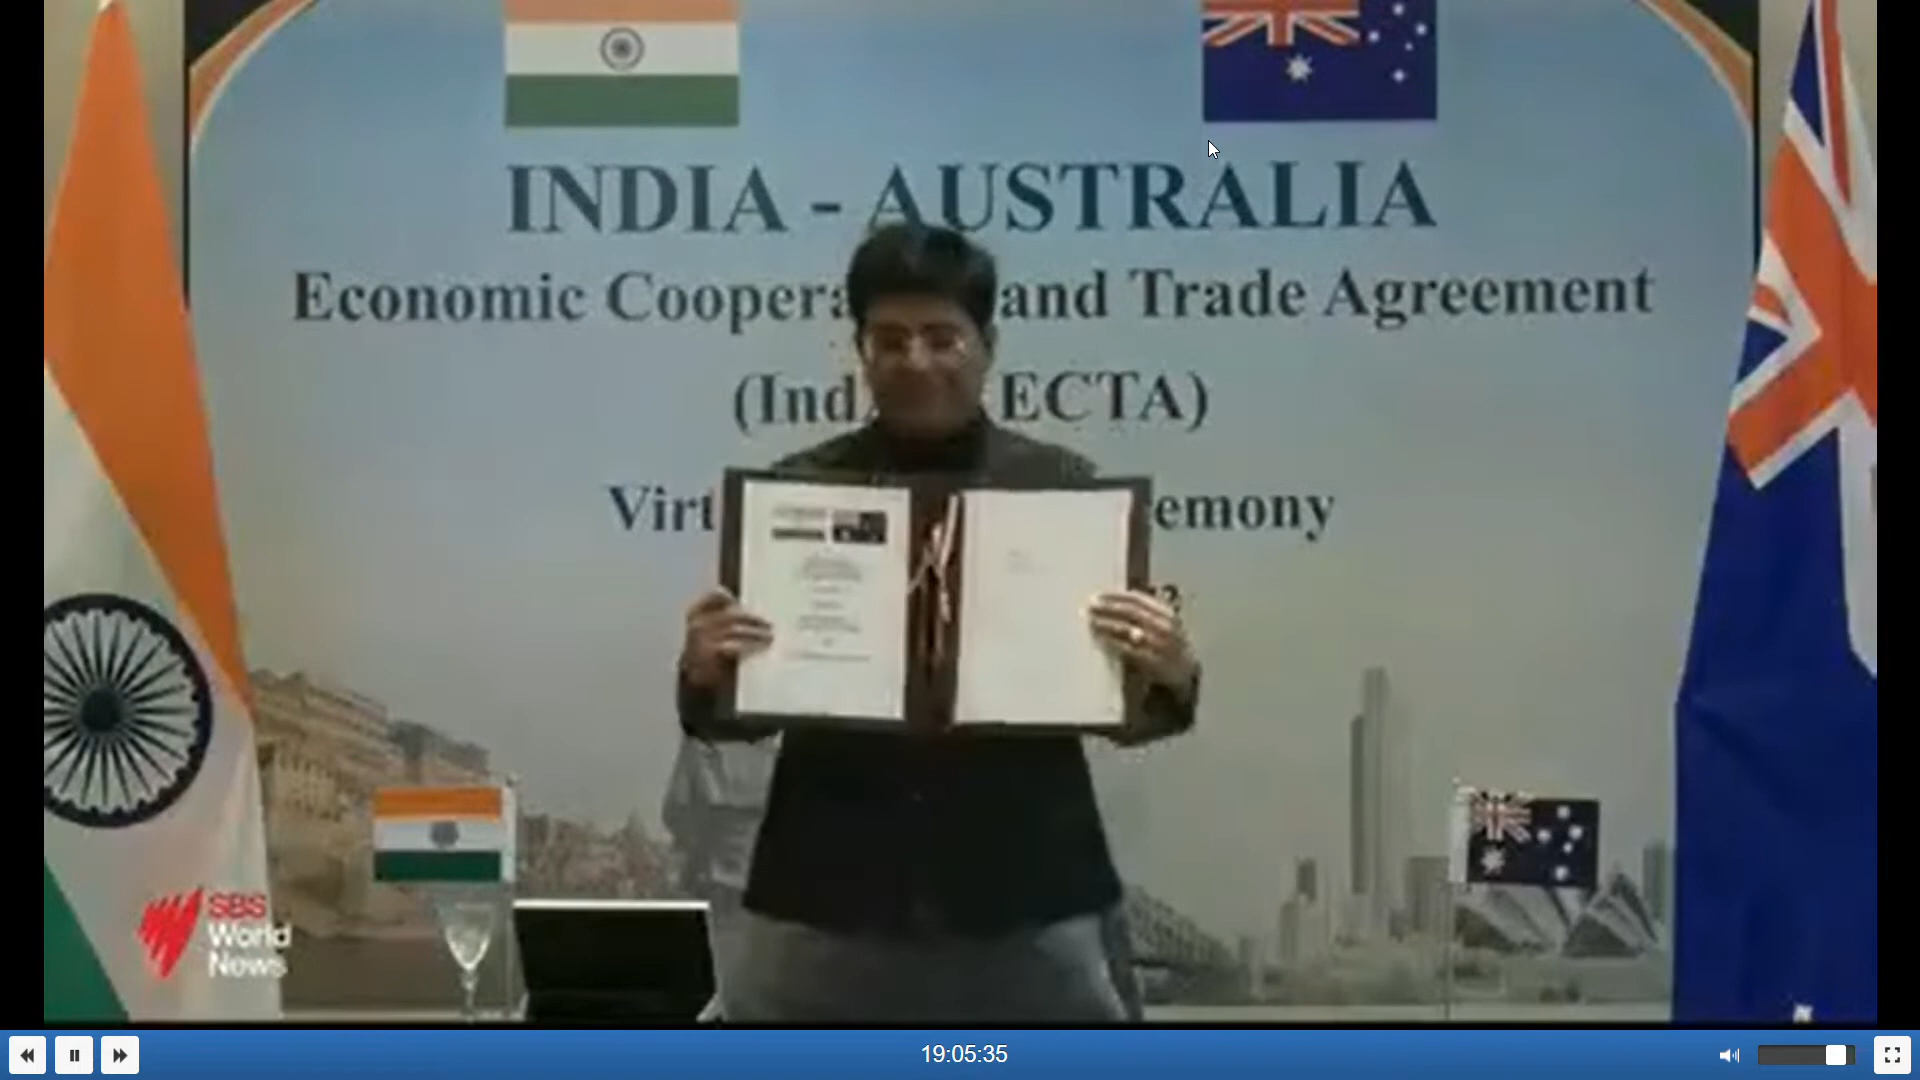 INDIA - AUSTRALIA
Economic Coopera and Trade Agreement
(Ind ECTA)
Virt emony
SBS
World
News
19:05:35